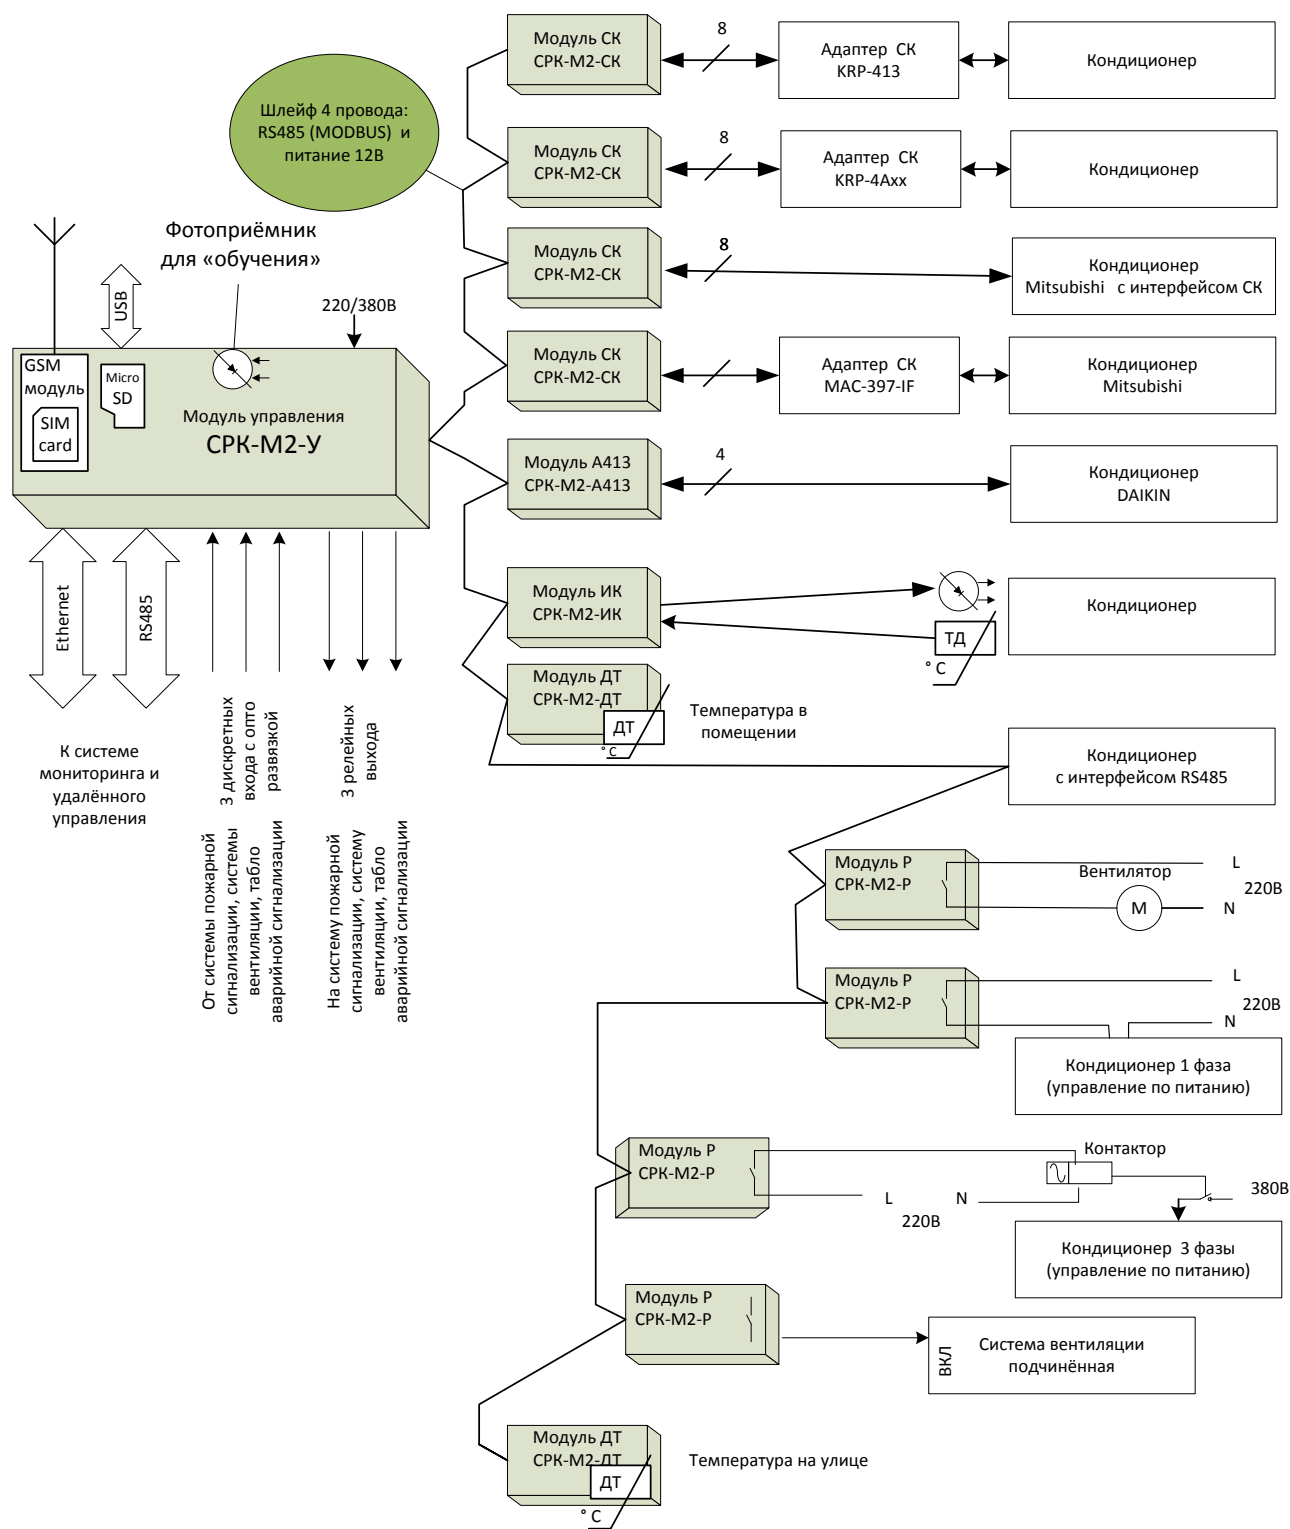 Шлейф 4 провода:
RS485 (MODBUS) и
питание 12В
Модуль СК
СРК-М2-СК
8
Адаптер СК
KRP-413
Кондиционер
Модуль СК
СРК-М2-СК
8
Адаптер СК
KRP-4Axx
Кондиционер
Модуль СК
СРК-М2-СК
8
Кондиционер
Mitsubishi с интерфейсом СК
Модуль СК
СРК-М2-СК
Адаптер СК
MAC-397-IF
Кондиционер
Mitsubishi
Модуль А413
СРК-М2-А413
4
Кондиционер
DAIKIN
Модуль ИК
СРК-М2-ИК
ТД
° С
Кондиционер
Модуль ДТ
СРК-М2-ДТ
ДТ
° С
Температура в
помещении
Кондиционер
с интерфейсом RS485
Фотоприёмник
для «обучения»
USB
220/380В
GSM
модуль
SIM
card
Micro
SD
Модуль управления
СРК-М2-У
Ethernet
RS485
К системе
мониторинга и
удалённого
управления
3 дискретных
входа с опто
развязкой
От системы пожарной
сигнализации, системы
вентиляции, табло
аварийной сигнализации
3 релейных
выхода
На систему пожарной
сигнализации, систему
вентиляции, табло
аварийной сигнализации
Модуль Р
СРК-М2-Р
Вентилятор
М
L
220В
N
Модуль Р
СРК-М2-Р
L
220В
N
Кондиционер 1 фаза
(управление по питанию)
Модуль Р
СРК-М2-Р
L
N
220В
Контактор
380В
Кондиционер 3 фазы
(управление по питанию)
Модуль Р
СРК-М2-Р
ВКЛ
Система вентиляции
подчинённая
Модуль ДТ
СРК-М2-ДТ
ДТ
° С
Температура на улице